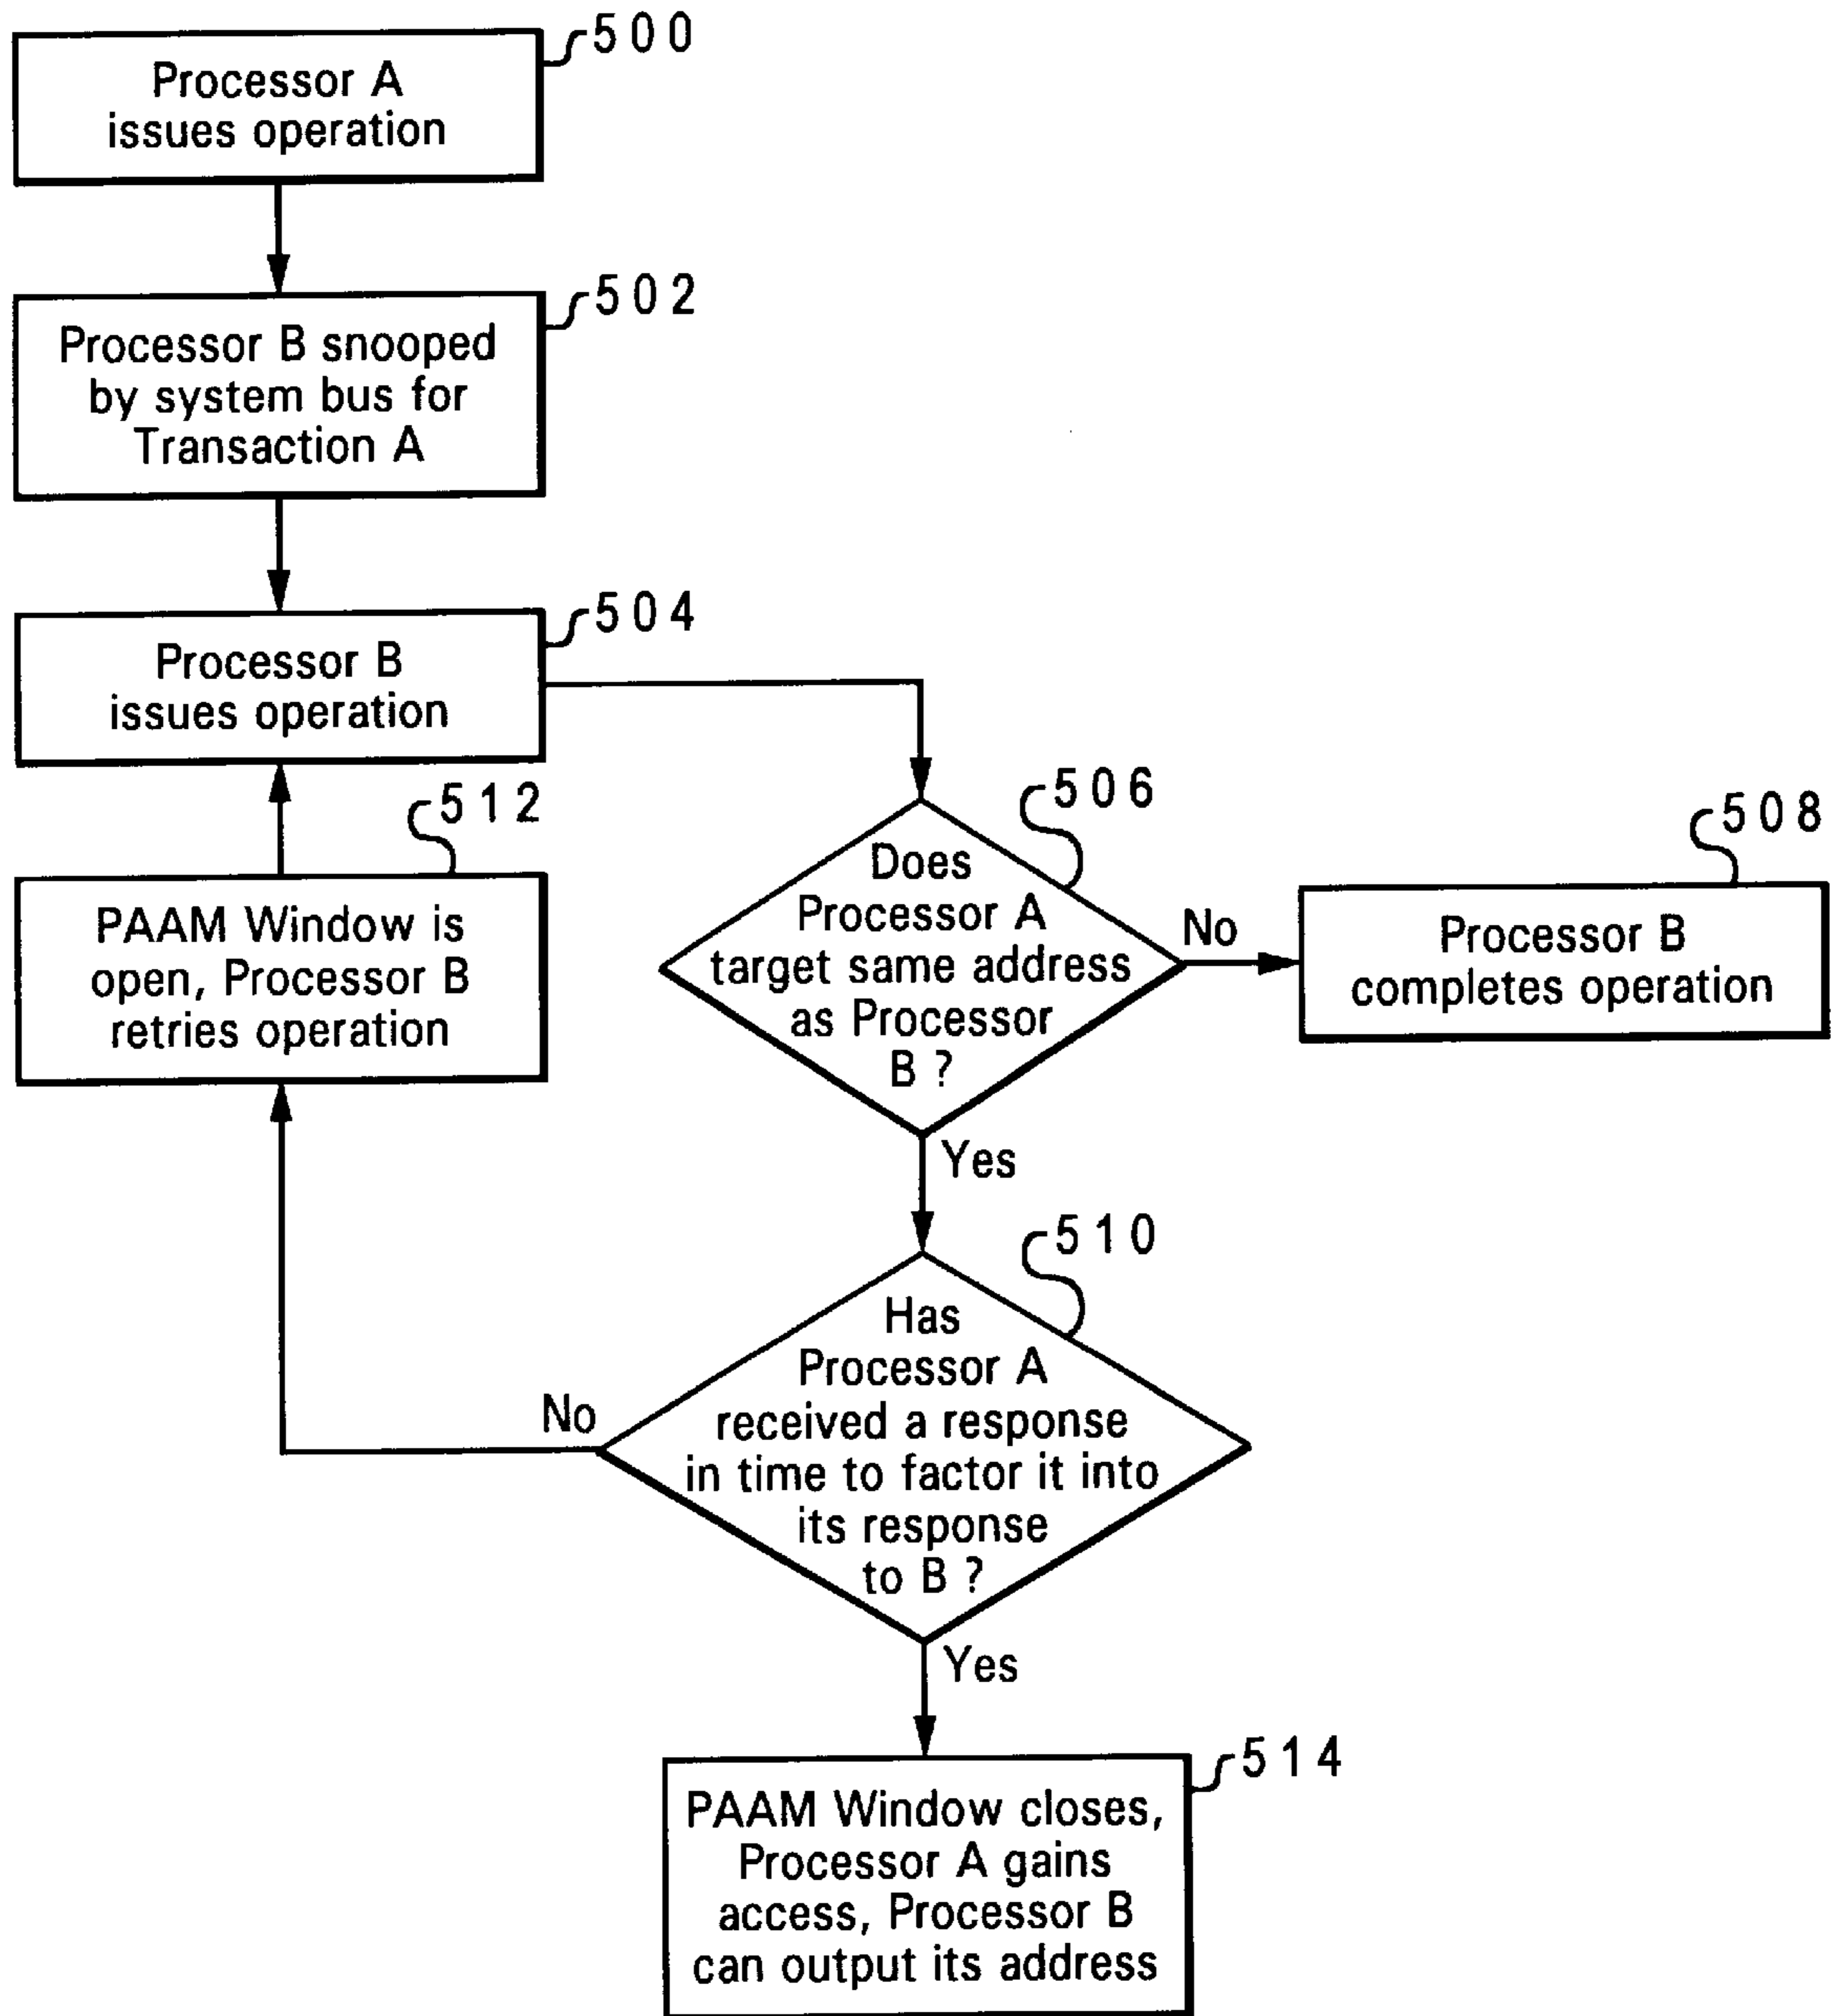 500
Processor A
issues operation
502
Processor B snooped
by system bus for
Transaction A
504
Processor B
issues operation
506
Does
Processor A
target same address
as Processor
B ?
No
508
Processor B
completes operation
512
PAAM Window is
open, Processor B
retries operation
Yes
510
Has
Processor A
received a response
in time to factor it into
its response
to B ?
No
Yes
514
PAAM Window closes,
Processor A gains
access, Processor B
can output its address